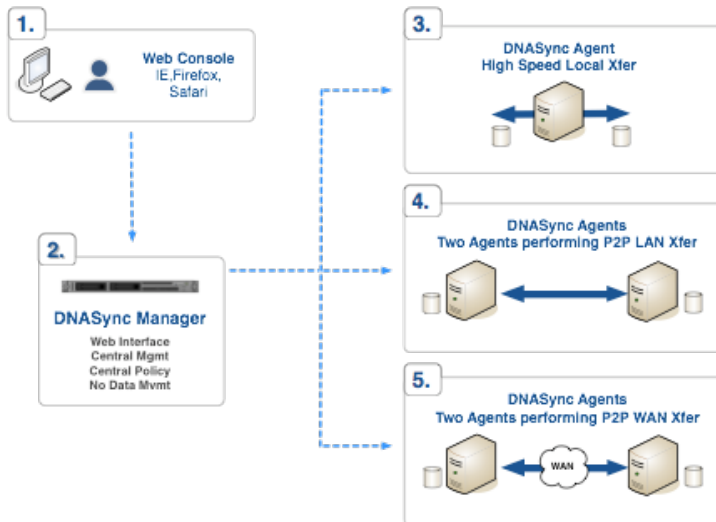 1.
Web Console
IE,Firefox,
Safari
2.
DNASync Manager
Web Interface
Central Mgmt
Central Policy
No Data Mvmt
3.
DNASync Agent
High Speed Local Xfer
4.
DNASync Agents
Two Agents performing P2P LAN Xfer
5.
DNASync Agents
Two Agents performing P2P WAN Xfer
WAN